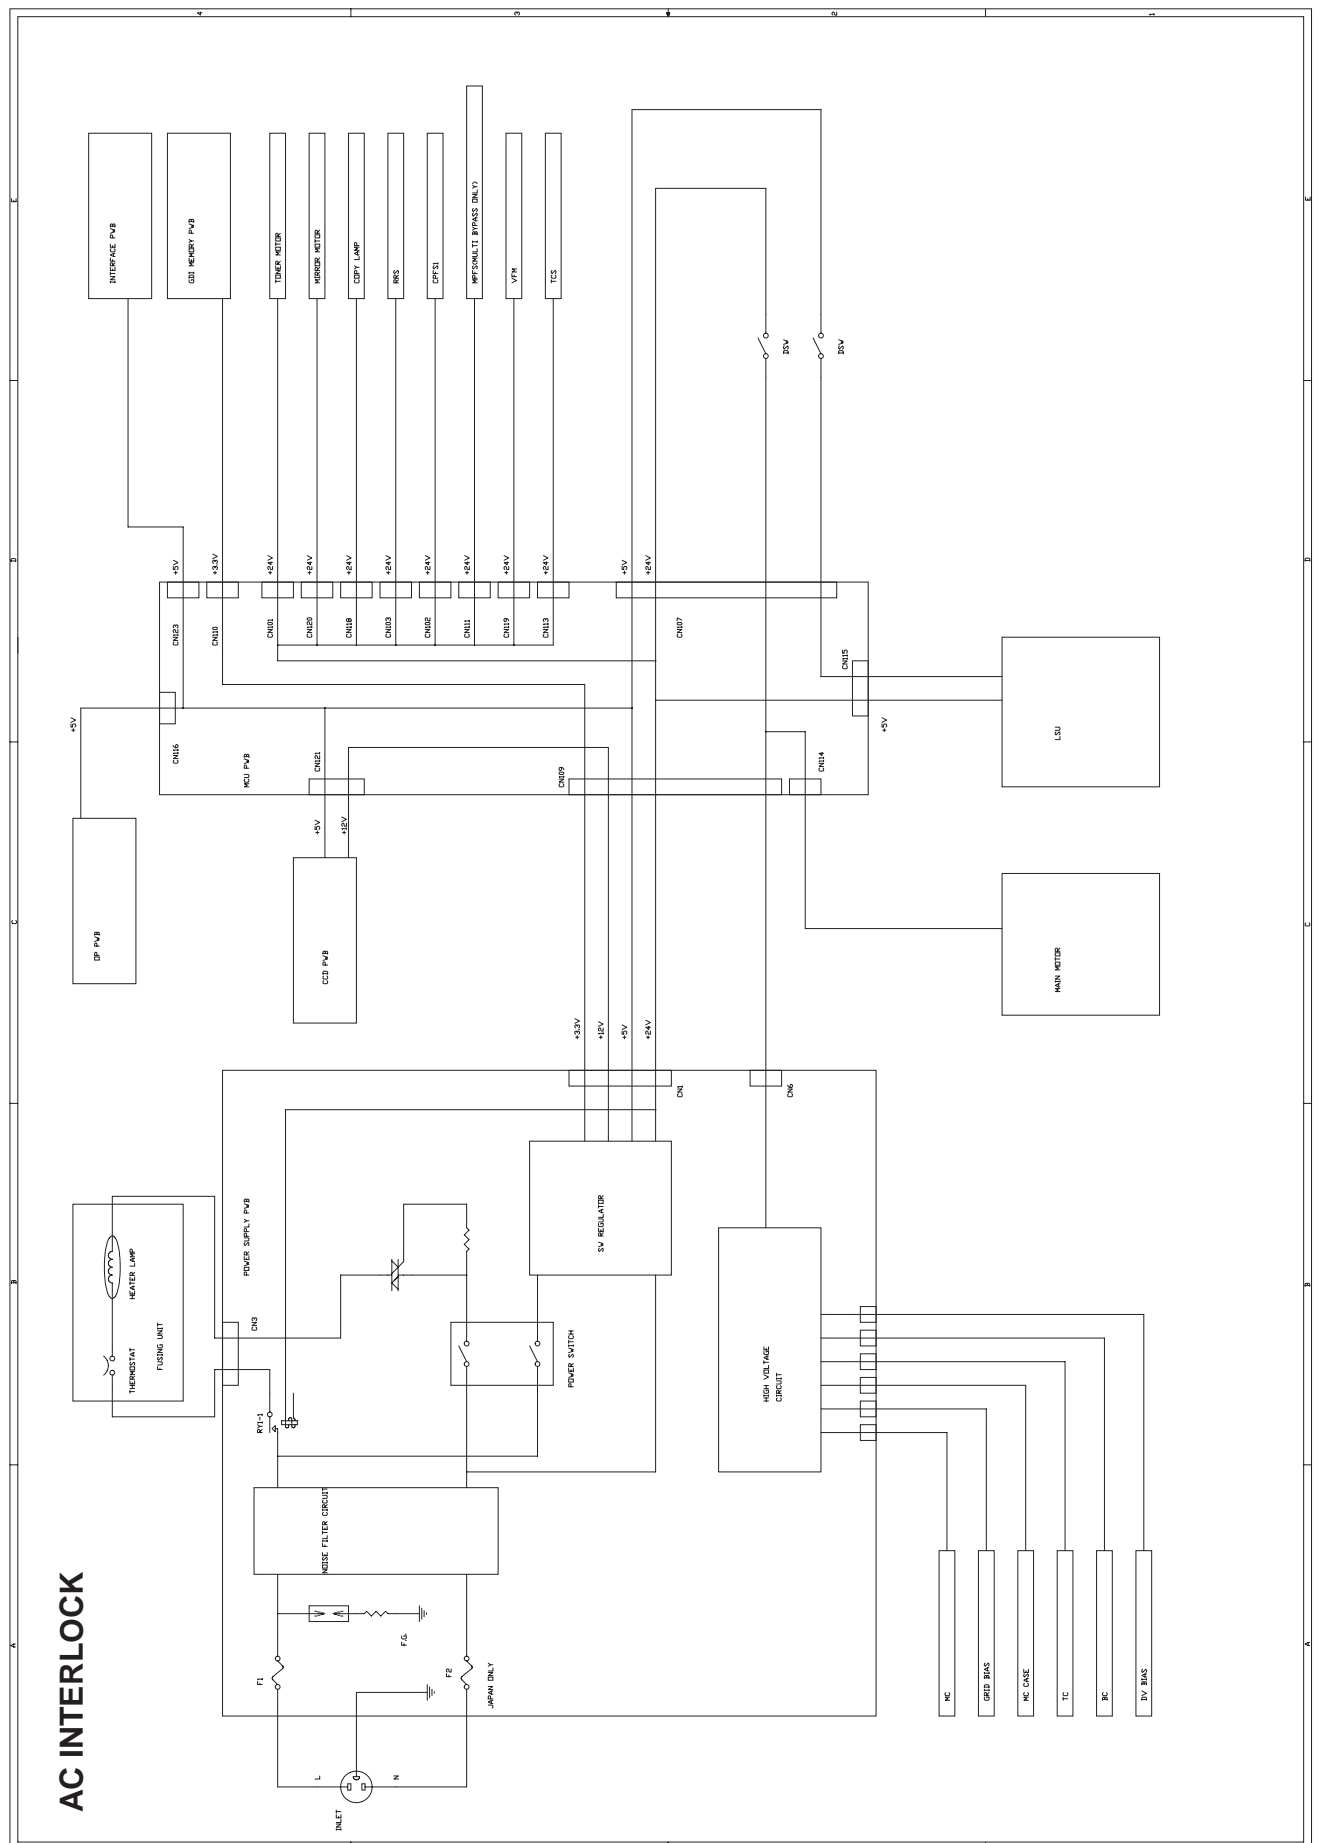 AC INTERLOCK
INLET
L
N
F1
F2
JAPAN ONLY
F.G.
NOISE FILTER CIRCUIT
RY1-1
POWER SWITCH
POWER SUPPLY PWB
CN3
THERMOSTAT
HEATER LAMP
FUSING UNIT
SW REGULATOR
HIGH VOLTAGE
CIRCUIT
MC
GRID BIAS
MC CASE
TC
BC
DV BIAS
CN1
CN6
+3.3V
+12V
+5V
+24V
OP PWB
CCD PWB
MAIN MOTOR
LSU
+5V
+5V
+12V
+5V
MCU PWB
CN116
CN121
CN109
CN114
CN115
CN123
CN110
CN101
CN120
CN118
CN103
CN102
CN111
CN119
CN113
CN107
+5V
+3.3V
+24V
+24V
+24V
+24V
+24V
+24V
+24V
+24V
+5V
+24V
DSW
DSW
INTERFACE PWB
GDI MEMORY PWB
TONER MOTOR
MIRROR MOTOR
COPY LAMP
RRS
CPFS1
MPFS(MULTI BYPASS ONLY)
VFM
TCS
A
B
C
D
E
A
B
C
D
E
4
3
2
1